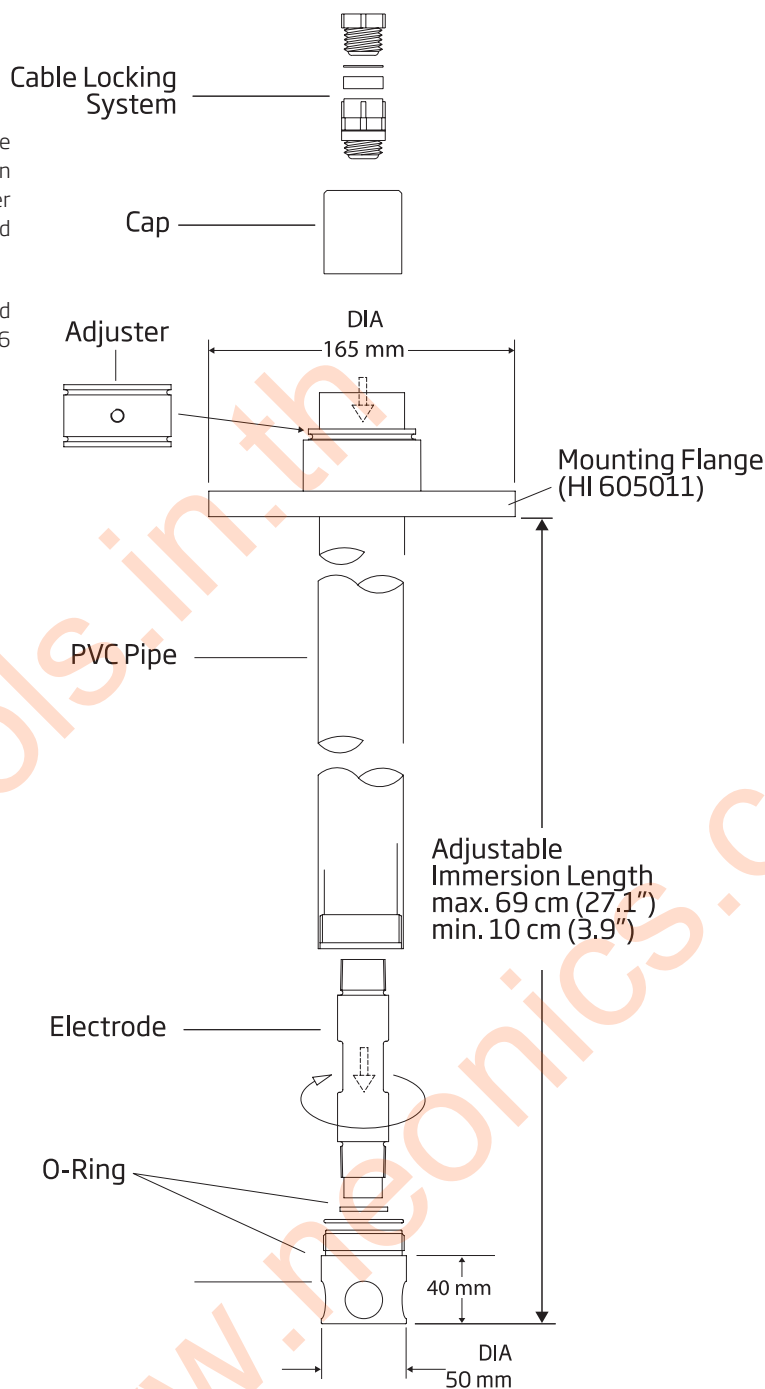 Cable Locking
System
e
n
er
d
Cap
d
6
Adjuster
DIA
165 mm
Mounting Flange
(HI 605011)
PVC Pipe
Adjustable
Immersion Length
max. 69 cm (27.1”)
min. 10 cm (3.9”)
Electrode
O-Ring
40 mm
DIA
50 mm
ols.in.th
w.neonics.c